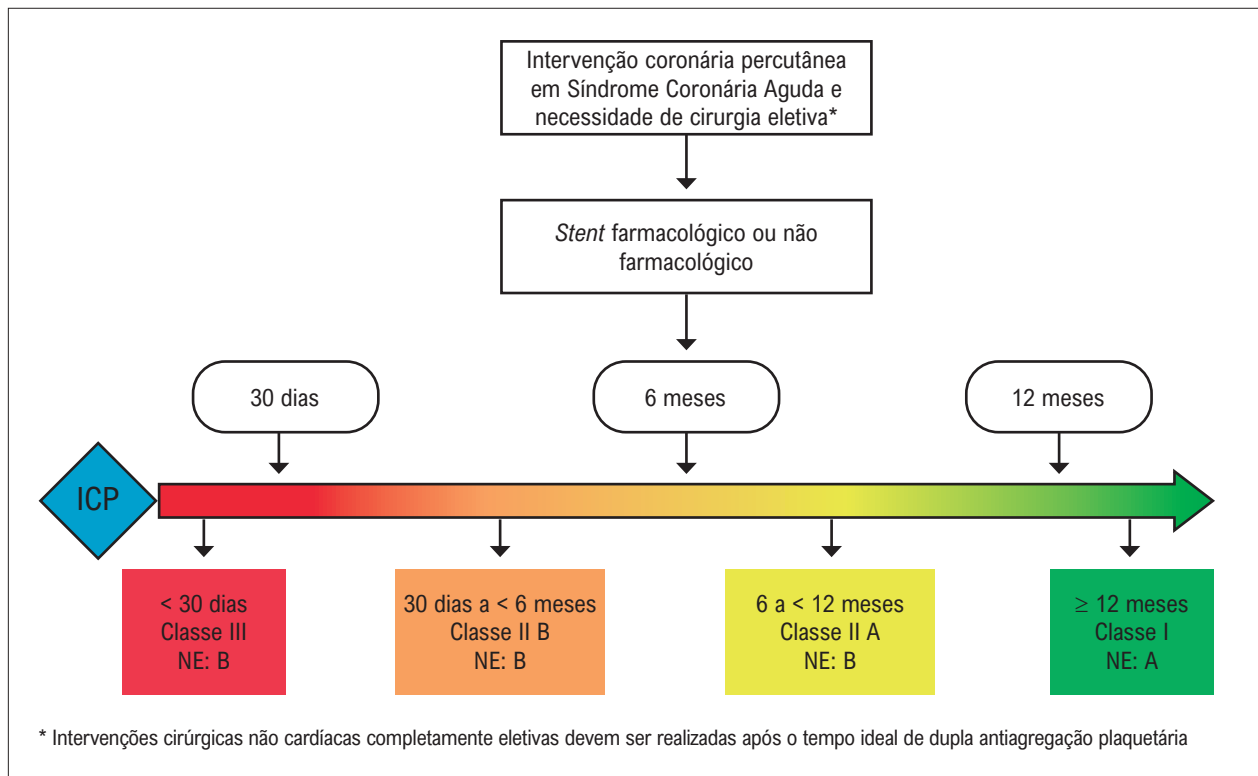 Intervenção coronária percutânea
em Síndrome Coronária Aguda e
necessidade de cirurgia eletiva*
Stent farmacológico ou não
farmacológico
30 dias
6 meses
12 meses
ICP
< 30 dias
Classe III
NE: B
30 dias a < 6 meses
Classe II B
NE: B
6 a < 12 meses
Classe II A
NE: B
≥ 12 meses
Classe I
NE: A
* Intervenções cirúrgicas não cardíacas completamente eletivas devem ser realizadas após o tempo ideal de dupla antiagregação plaquetária